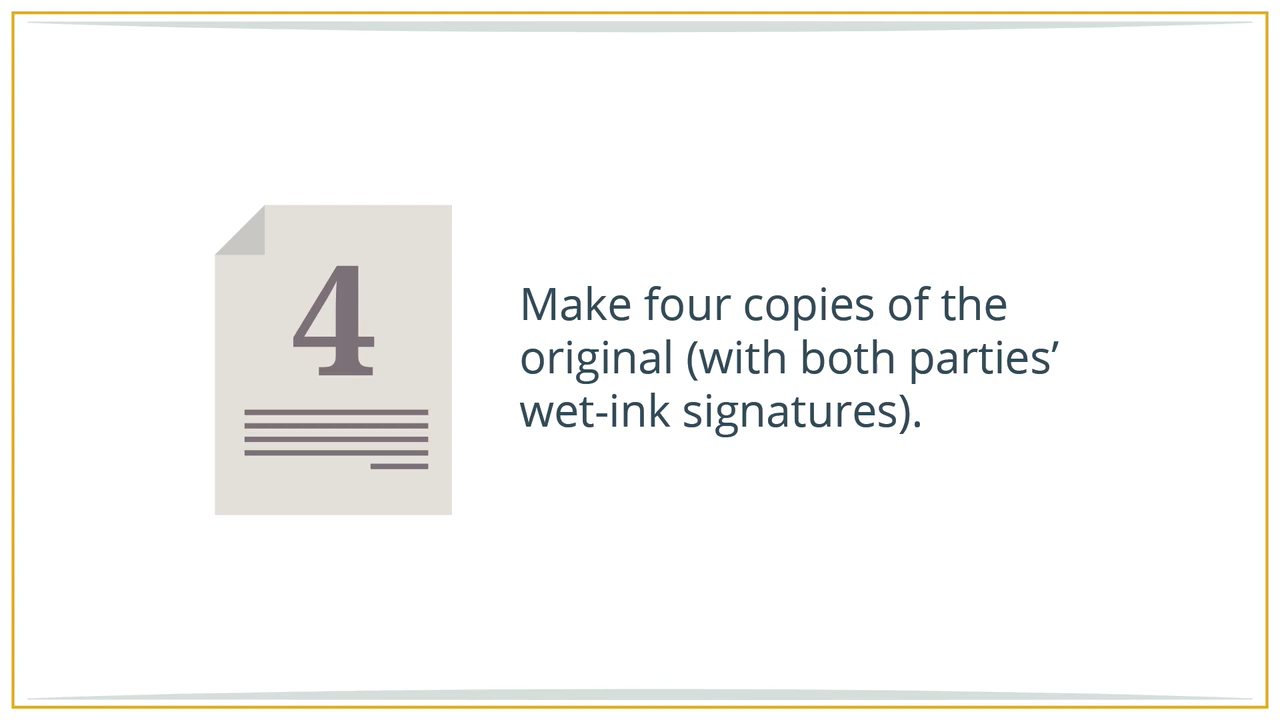 4
Make four copies of the
original (with both parties’
wet-ink signatures).